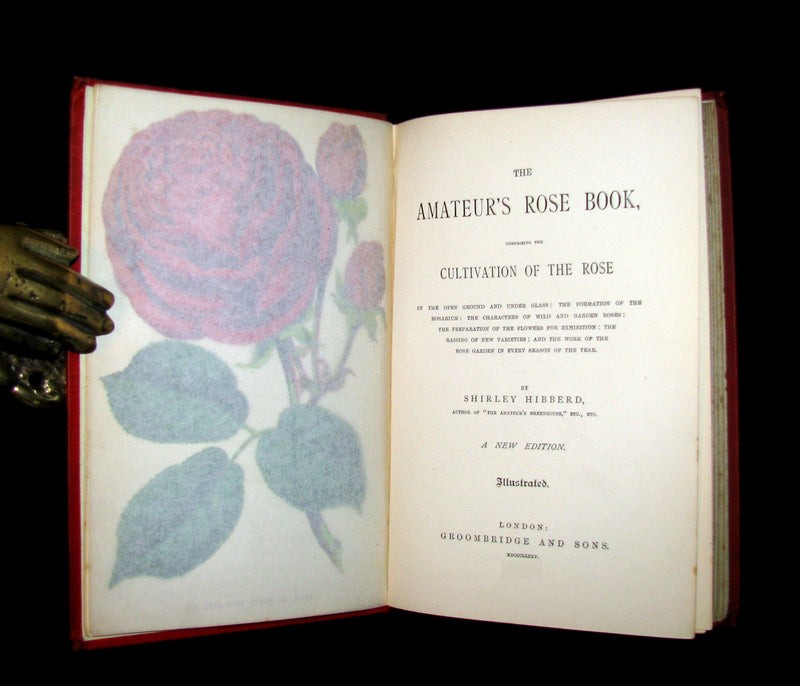 THE
AMATEUR'S ROSE BOOK,
COMPRISING THE
CULTIVATION OF THE ROSE
IN THE OPEN GROUND AND UNDER GLASS: THE FORMATION OF THE
ROSARIUM: THE CHARACTERS OF WILD AND GARDEN ROSES:
THE PREPARATION OF THE FLOWERS FOR EXHIBITION; THE
RAISING OF NEW VARIETIES; AND THE WORK OF THE
ROSE GARDEN IN EVERY SEASON OF THE YEAR.
BY
SHIRLEY HIBBERD,
AUTHOR OF "THE AMATEUR'S GREENHOUSE," ETC., ETC.
A NEW EDITION.
Illustrated.
LONDON:
GROOMBRIDGE AND SONS.
MDCCCLXXXV.